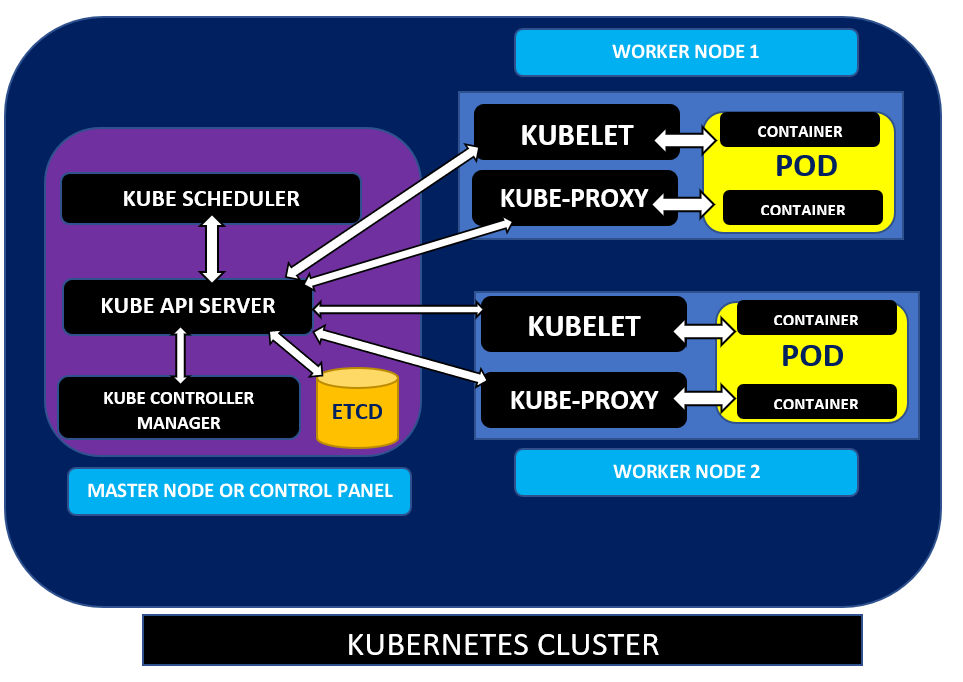 WORKER NODE 1
KUBELET
KUBE-PROXY
CONTAINER
POD
CONTAINER
KUBE SCHEDULER
KUBE API SERVER
KUBE CONTROLLER
MANAGER
ETCD
MASTER NODE OR CONTROL PANEL
KUBELET
KUBE-PROXY
CONTAINER
POD
CONTAINER
WORKER NODE 2
KUBERNETES CLUSTER